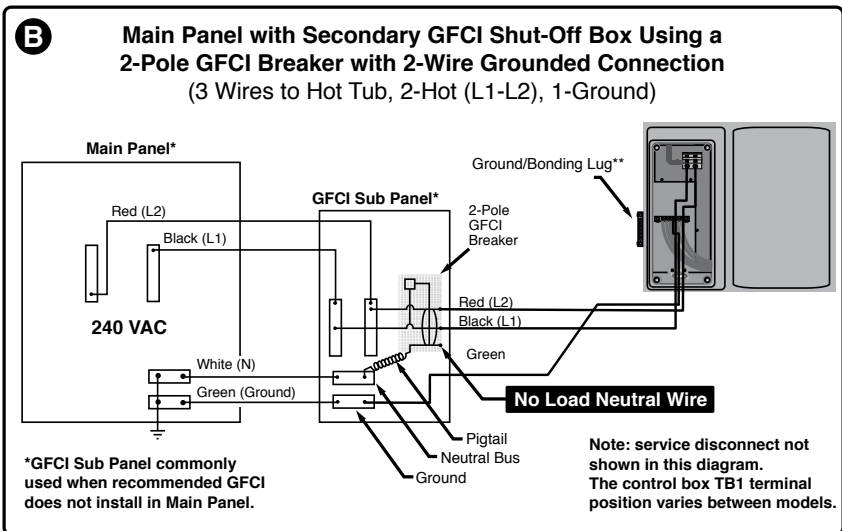 B
Main Panel with Secondary GFCI Shut-Off Box Using a
2-Pole GFCI Breaker with 2-Wire Grounded Connection
(3 Wires to Hot Tub, 2-Hot (L1-L2), 1-Ground)
Main Panel*
Ground/Bonding Lug**
GFCI Sub Panel*
2-Pole
GFCI
Breaker
Red (L2)
Black (L1)
Red (L2)
Black (L1)
240 VAC
Green
White (N)
Green (Ground)
No Load Neutral Wire
Pigtail
Neutral Bus
Ground
*GFCI Sub Panel commonly
used when recommended GFCI
does not install in Main Panel.
Note: service disconnect not
shown in this diagram.
The control box TB1 terminal
position varies between models.